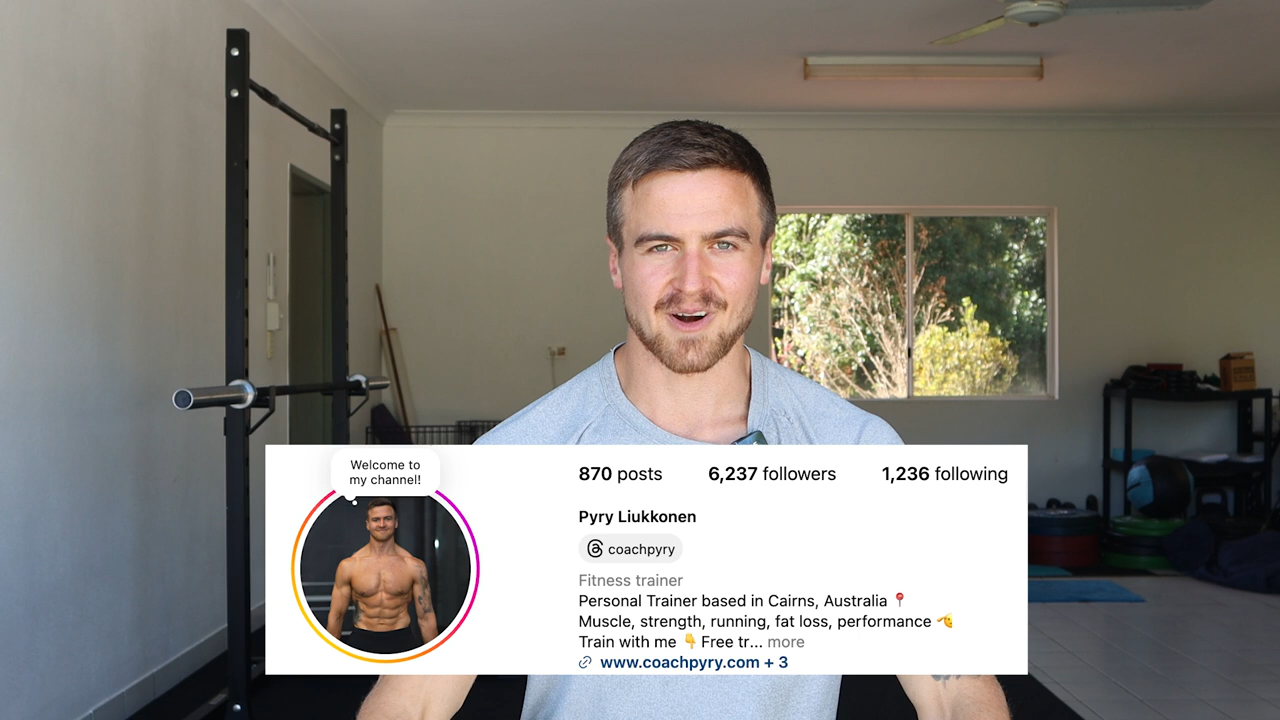 Welcome to
my channel!
870 posts 6,237 followers 1,236 following
Pyry Liukkonen
coachpyry
Fitness trainer
Personal Trainer based in Cairns, Australia 📍
Muscle, strength, running, fat loss, performance 🫡
Train with me 👇 Free tr... more
www.coachpyry.com + 3